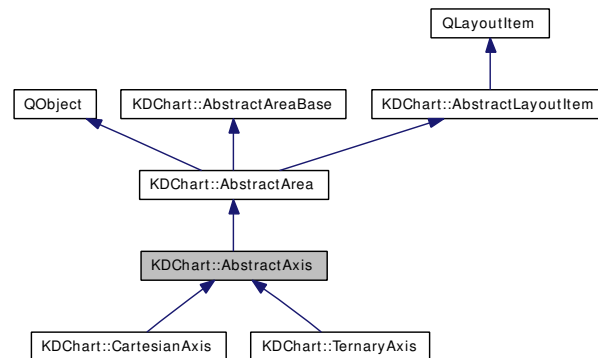 QLayoutItem
QObject
KDChart::AbstractAreaBase
KDChart::AbstractLayoutItem
KDChart::AbstractArea
KDChart::AbstractAxis
KDChart::CartesianAxis
KDChart::TernaryAxis